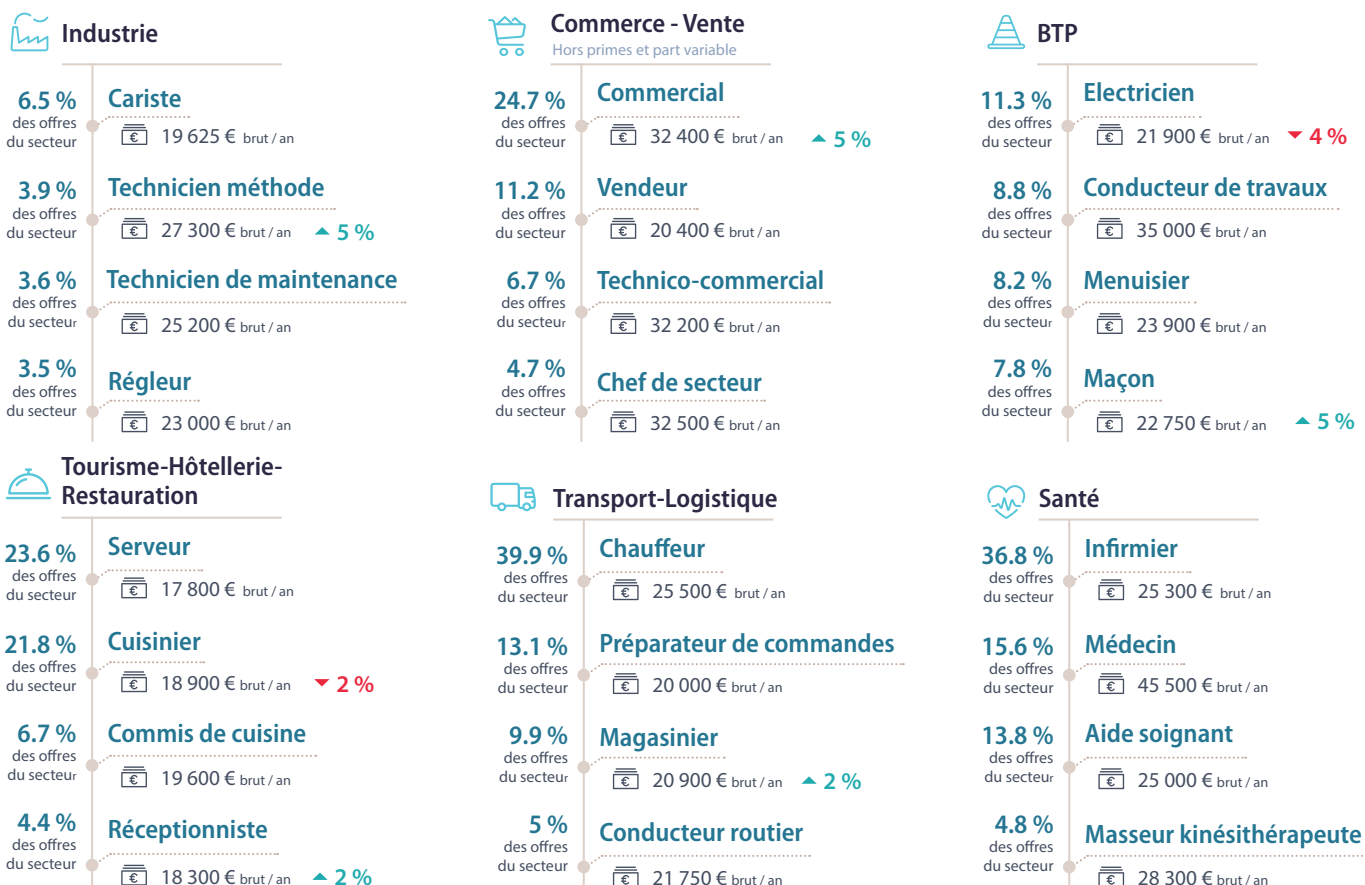 Industrie
6.5 %
des offres
du secteur
Cariste
19 625 € brut / an
3.9 %
des offres
du secteur
Technicien méthode
27 300 € brut / an 5 %
3.6 %
des offres
du secteur
Technicien de maintenance
25 200 € brut / an
3.5 %
des offres
du secteur
Régleur
23 000 € brut / an
Commerce - Vente
Hors primes et part variable
24.7 %
des offres
du secteur
Commercial
32 400 € brut / an 5 %
11.2 %
des offres
du secteur
Vendeur
20 400 € brut / an
6.7 %
des offres
du secteur
Technico-commercial
32 200 € brut / an
4.7 %
des offres
du secteur
Chef de secteur
32 500 € brut / an
BTP
11.3 %
des offres
du secteur
Electricien
21 900 € brut / an 4 %
8.8 %
des offres
du secteur
Conducteur de travaux
35 000 € brut / an
8.2 %
des offres
du secteur
Menuisier
23 900 € brut / an
7.8 %
des offres
du secteur
Maçon
22 750 € brut / an 5 %
Tourisme-Hôtellerie-
Restauration
23.6 %
des offres
du secteur
Serveur
17 800 € brut / an
21.8 %
des offres
du secteur
Cuisinier
18 900 € brut / an 2 %
6.7 %
des offres
du secteur
Commis de cuisine
19 600 € brut / an
4.4 %
des offres
du secteur
Réceptionniste
18 300 € brut / an 2 %
Transport-Logistique
39.9 %
des offres
du secteur
Chauffeur
25 500 € brut / an
13.1 %
des offres
du secteur
Préparateur de commandes
20 000 € brut / an
9.9 %
des offres
du secteur
Magasinier
20 900 € brut / an 2 %
5 %
des offres
du secteur
Conducteur routier
21 750 € brut / an
Santé
36.8 %
des offres
du secteur
Infirmier
25 300 € brut / an
15.6 %
des offres
du secteur
Médecin
45 500 € brut / an
13.8 %
des offres
du secteur
Aide soignant
25 000 € brut / an
4.8 %
des offres
du secteur
Masseur kinésithérapeute
28 300 € brut / an